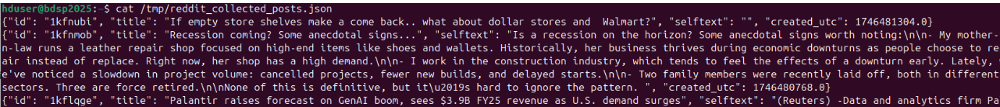 hduser@bdsp2025:~$ cat /tmp/reddit_collected_posts.json
{"id": "1kfnubi", "title": "If empty store shelves make a come back.. what about dollar stores and  Walmart?", "selftext": "", "created_utc": 1746481304.0}
{"id": "1kfnmob", "title": "Recession coming? Some anecdotal signs...", "selftext": "Is a recession on the horizon? Some anecdotal signs worth noting:\n\n- My mother-
n-law runs a leather repair shop focused on high-end items like shoes and wallets. Historically, her business thrives during economic downturns as people choose to re
air instead of replace. Right now, her shop has a high demand.\n\n- I work in the construction industry, which tends to feel the effects of a downturn early. Lately,
e've noticed a slowdown in project volume: cancelled projects, fewer new builds, and delayed starts.\n\n- Two family members were recently laid off, both in different
sectors. Three are force retired.\n\nNone of this is definitive, but it\u2019s hard to ignore the pattern. ", "created_utc": 1746480768.0}
{"id": "1kflqge", "title": "Palantir raises forecast on GenAI boom, sees $3.9B FY25 revenue as U.S. demand surges", "selftext": "(Reuters) -Data and analytics firm Pa